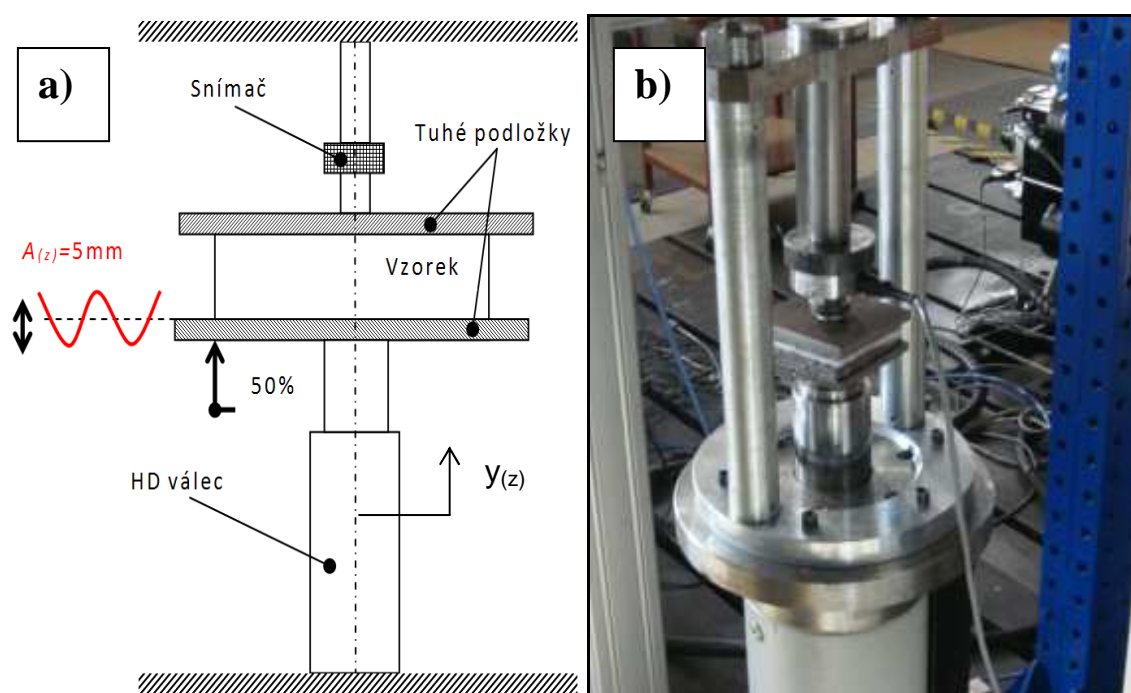 a)
Snímač
Tuhé podložky
A(z)=5mm
Vzorek
50%
HD válec
y(z)
b)